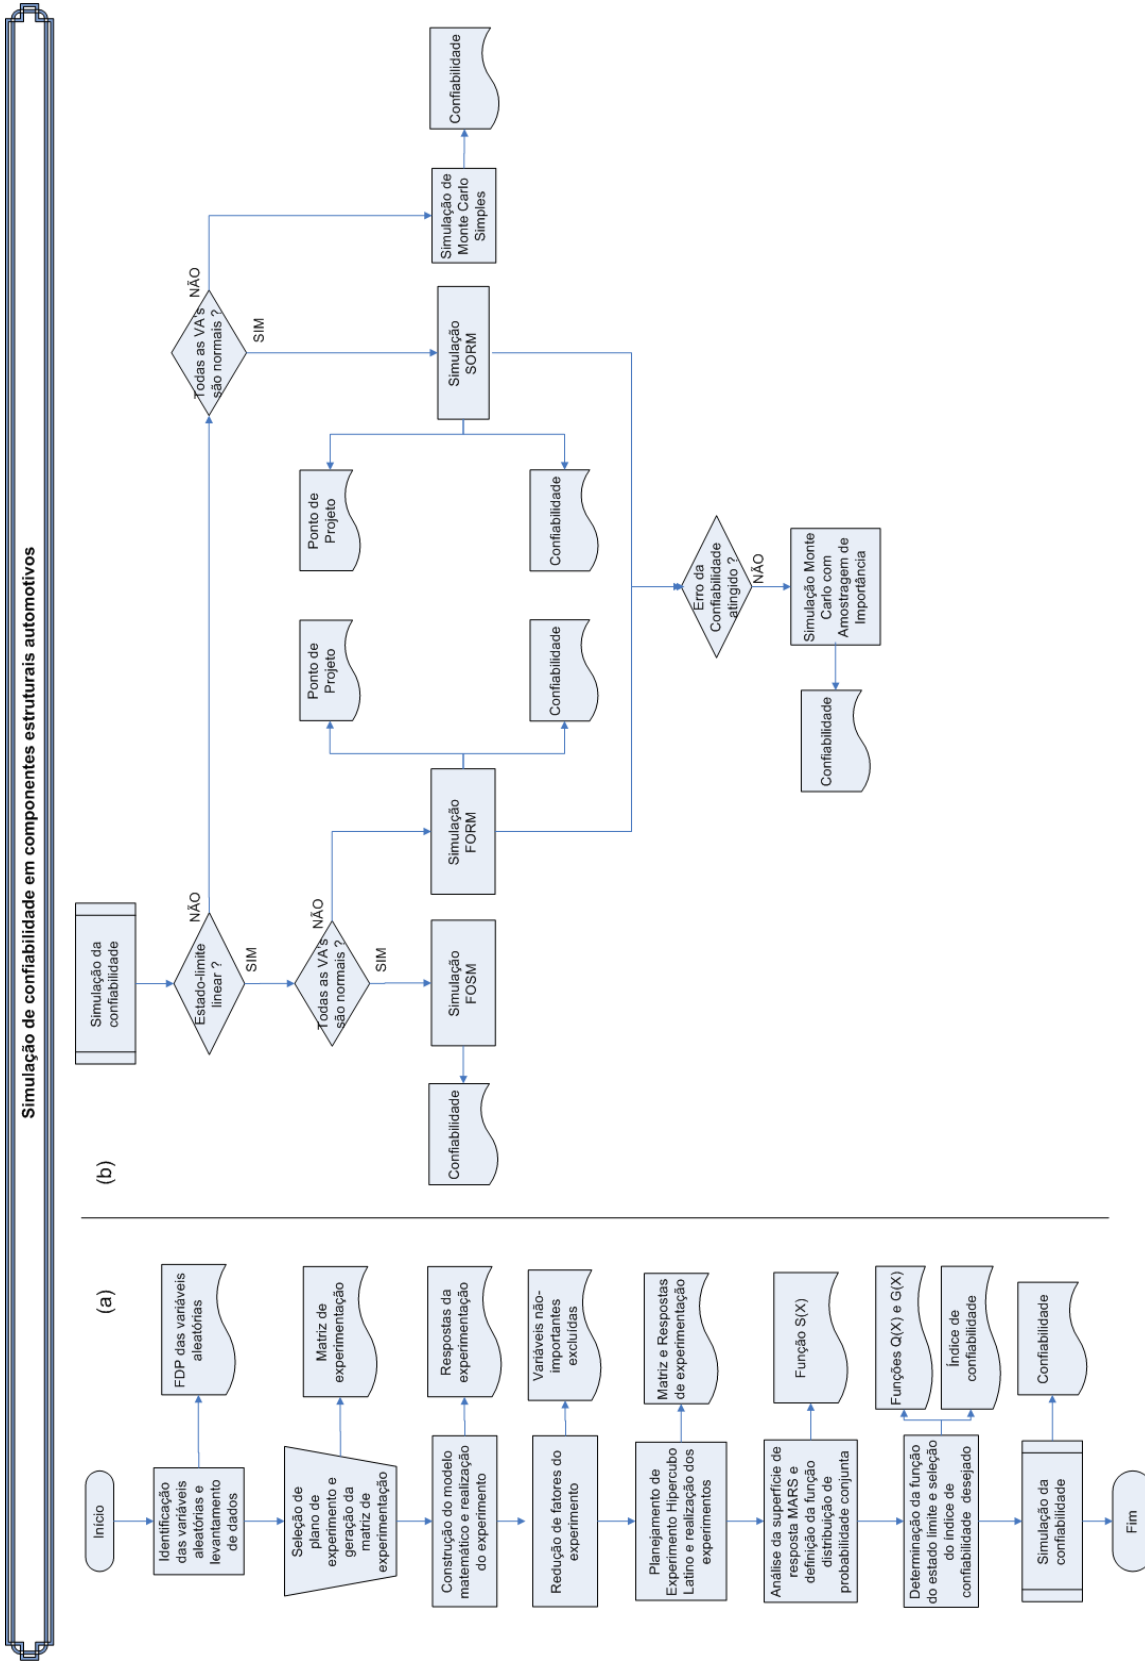 Simulação de confiabilidade em componentes estruturais automotivos
(a)
Início
Identificação
das variáveis
aleatórias e
levantamento
de dados
FDP das variáveis
aleatórias
Seleção de
plano de
experimento e
geração da
matriz de
experimentação
Matriz de
experimentação
Construção do modelo
matemático e realização
do experimento
Respostas da
experimentação
Redução de fatores do
experimento
Variáveis não-
importantes
excluídas
Planejamento de
Experimento Hipercubo
Latino e realização dos
experimentos
Matriz e Respostas
de experimentação
Análise da superfície de
resposta MARS e
definição da função
distribuição de
probabilidade conjunta
Função S(X)
Determinação da função
do estado limite e seleção
do índice de
confiabilidade desejado
Funções Q(X) e G(X)
Índice de
confiabilidade
Simulação da
confiabilidade
Confiabilidade
Fim
(b)
Simulação da
confiabilidade
Estado-limite
linear ?
NÃO
SIM
Todas as VA's
são normais ?
NÃO
SIM
Simulação
FOSM
Confiabilidade
Simulação
FORM
Ponto de
Projeto
Confiabilidade
Todas as VA's
são normais ?
NÃO
SIM
Simulação
SORM
Ponto de
Projeto
Confiabilidade
Simulação de
Monte Carlo
Simples
Confiabilidade
Erro da
Confiabilidade
atingido ?
NÃO
Simulação Monte
Carlo com
Amostragem de
Importância
Confiabilidade